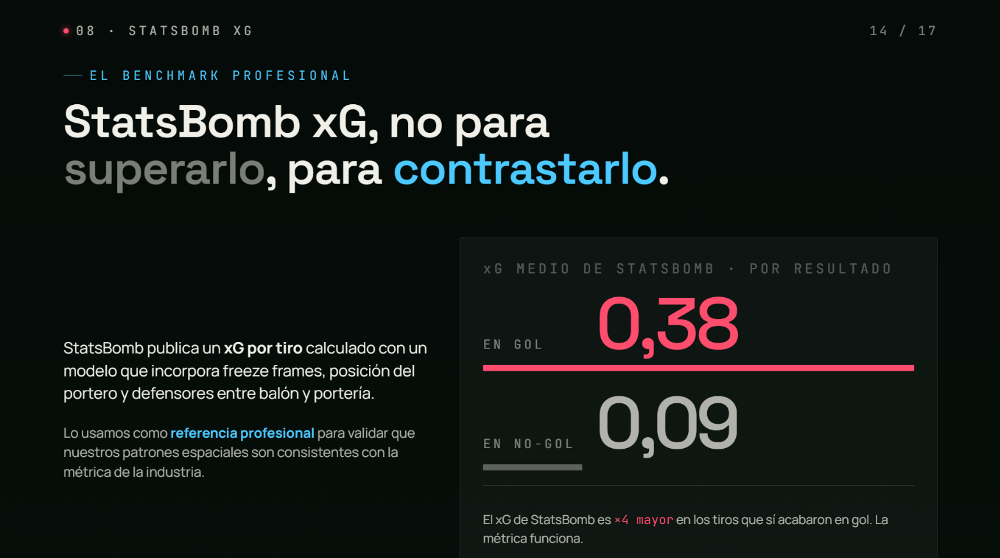 08 · STATSBOMB XG
14 / 17
EL BENCHMARK PROFESIONAL
StatsBomb xG, no para
superarlo, para contrastarlo.
StatsBomb publica un xG por tiro calculado con un
modelo que incorpora freeze frames, posición del
portero y defensores entre balón y portería.
Lo usamos como referencia profesional para validar que
nuestros patrones espaciales son consistentes con la
métrica de la industria.
xG MEDIO DE STATSBOMB · POR RESULTADO
EN GOL 0,38
EN NO-GOL 0,09
El xG de StatsBomb es ×4 mayor en los tiros que sí acabaron en gol. La
métrica funciona.